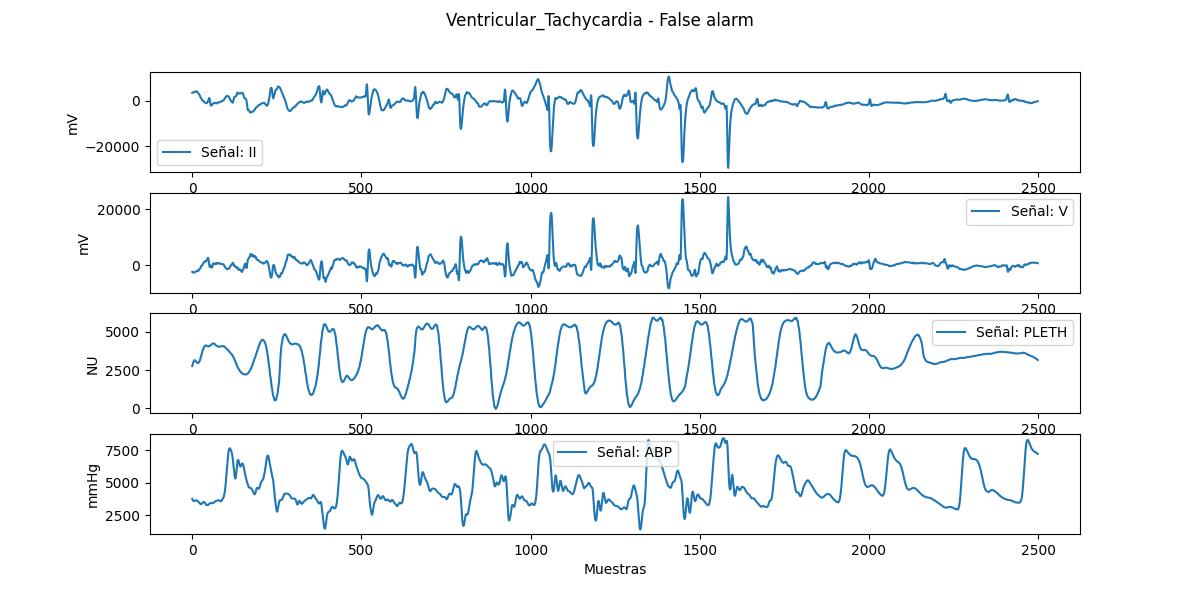 Ventricular_Tachycardia - False alarm
0
−20000
mV
Señal: II
0 500 1000 1500 2000 2500
20000
0
mV
Señal: V
0 500 1000 1500 2000 2500
5000
2500
0
NU
Señal: PLETH
0 500 1000 1500 2000 2500
7500
5000
2500
mmHg
Señal: ABP
0 500 1000 1500 2000 2500
Muestras